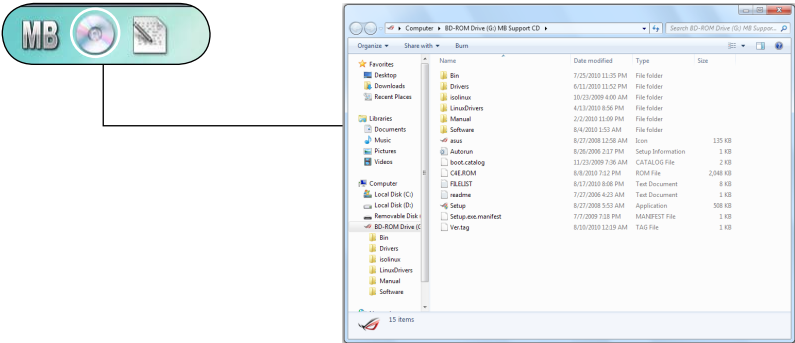 MB
Computer BD-ROM Drive (G:) MB Support CD
Search BD-ROM Drive (G:) MB Suppor...
Organize Share with Burn
Favorites
Desktop
Downloads
Recent Places
Libraries
Documents
Music
Pictures
Videos
Computer
Local Disk (C:)
Local Disk (D:)
Removable Disk
BD-ROM Drive (G
Bin
Drivers
isolinux
LinuxDrivers
Manual
Software
Name Date modified Type Size
Bin 7/25/2010 11:35 PM File folder
Drivers 6/11/2010 11:52 PM File folder
isolinux 10/23/2009 4:00 AM File folder
LinuxDrivers 4/13/2010 8:56 PM File folder
Manual 2/2/2010 11:09 PM File folder
Software 8/4/2010 1:53 AM File folder
asus 8/27/2008 12:58 AM Icon 135 KB
Autorun 8/26/2006 2:17 PM Setup Information 1 KB
boot.catalog 11/23/2009 7:36 AM CATALOG File 2 KB
C4E.ROM 8/8/2010 7:12 PM ROM File 2,048 KB
FILELIST 8/17/2010 8:08 PM Text Document 8 KB
readme 7/27/2006 4:23 AM Text Document 1 KB
Setup 8/27/2008 5:53 AM Application 508 KB
Setup.exe.manifest 7/7/2009 7:18 PM MANIFEST File 1 KB
Ver.tag 8/10/2010 12:19 AM TAG File 1 KB
15 items